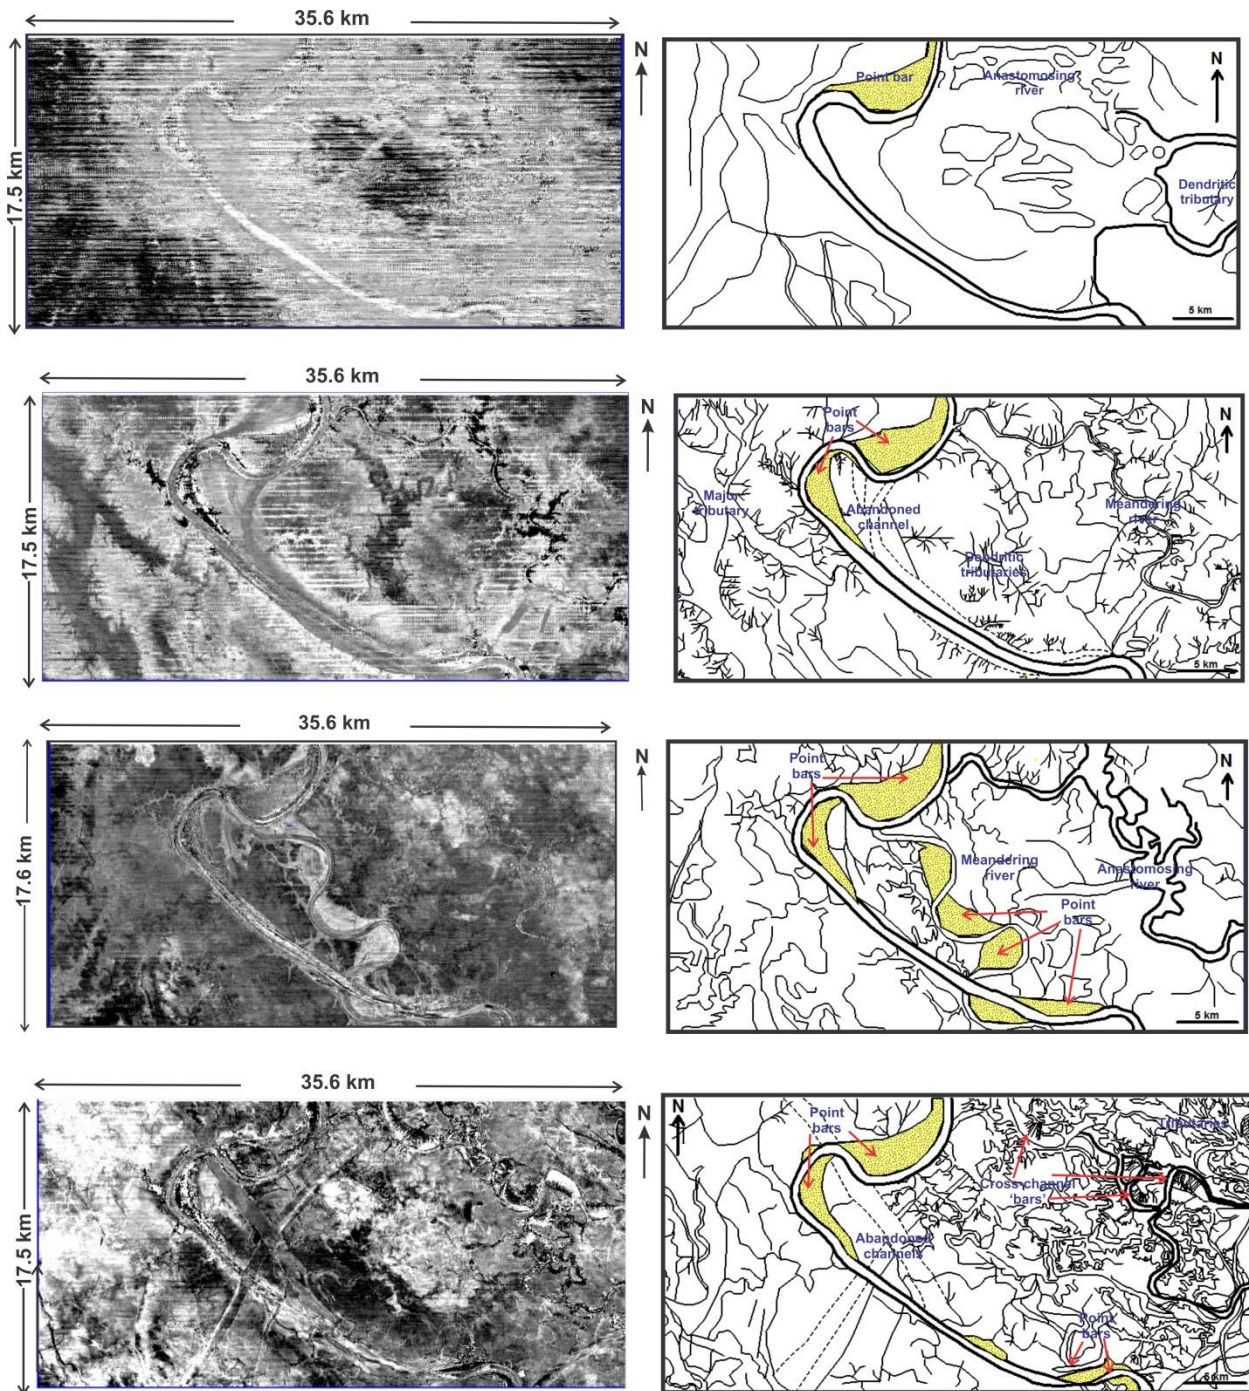 35.6 km
17.5 km
N
Point bar
Anastomosing
river
N
Dendritic
tributary
5 km
35.6 km
17.5 km
N
Point
bars
N
Major
tributary
Abandoned
channel
Meandering
river
Dendritic
tributaries
5 km
35.6 km
17.6 km
N
Point
bars
N
Meandering
river
Anastomosing
river
Point
bars
5 km
35.6 km
17.5 km
N
N
Point
bars
Tributaries
Cross-channel
'bars'
Abandoned
channels
Point
bars
5 km